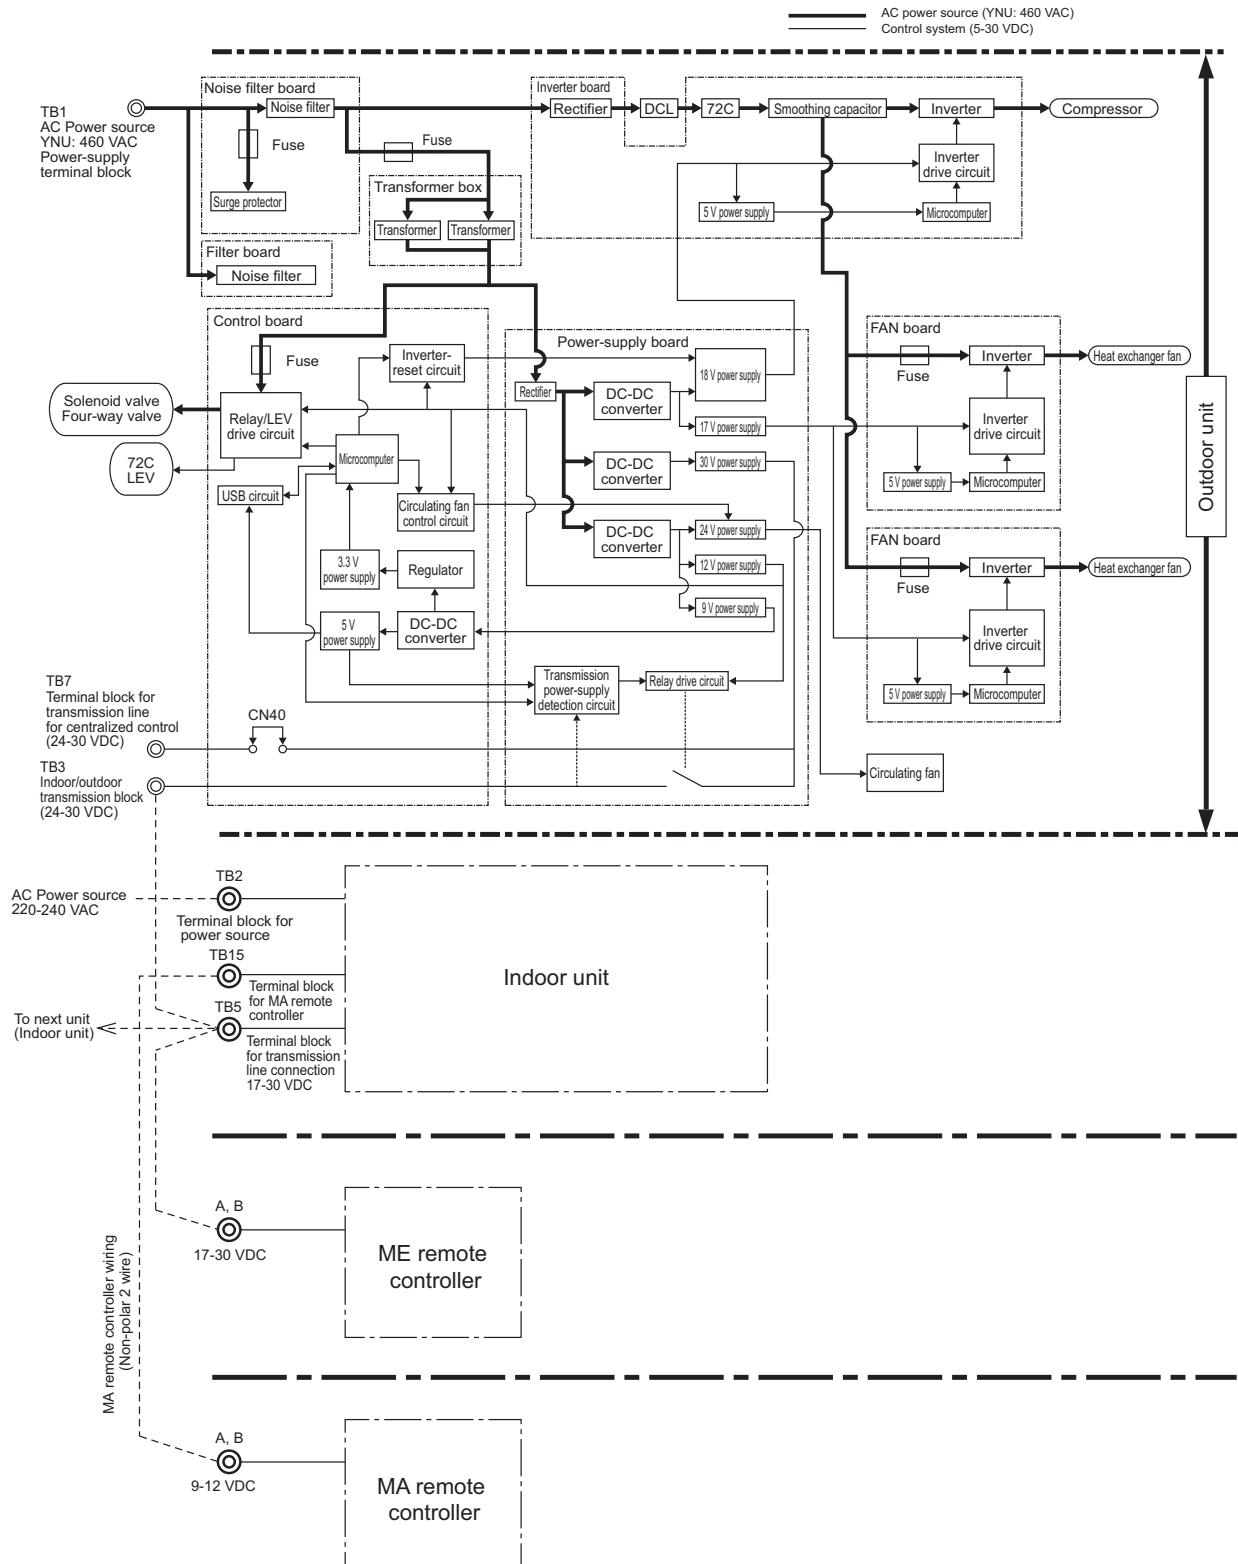 AC power source (YNU: 460 VAC)
Control system (5-30 VDC)
Noise filter board
Noise filter
Fuse
Surge protector
TB1
AC Power source
YNU: 460 VAC
Power-supply
terminal block
Filter board
Noise filter
Fuse
Transformer box
Transformer
Transformer
Inverter board
Rectifier
DCL
72C
Smoothing capacitor
Inverter
Compressor
Inverter
drive circuit
5 V power supply
Microcomputer
Control board
Fuse
Inverter-
reset circuit
Solenoid valve
Four-way valve
Relay/LEV
drive circuit
72C
LEV
Microcomputer
USB circuit
Circulating fan
control circuit
3.3 V
power supply
Regulator
5 V
power supply
DC-DC
converter
Power-supply board
Rectifier
DC-DC
converter
18 V power supply
17 V power supply
DC-DC
converter
30 V power supply
DC-DC
converter
24 V power supply
12 V power supply
9 V power supply
Transmission
power-supply
detection circuit
Relay drive circuit
FAN board
Fuse
Inverter
Heat exchanger fan
Inverter
drive circuit
5 V power supply
Microcomputer
FAN board
Fuse
Inverter
Heat exchanger fan
Inverter
drive circuit
5 V power supply
Microcomputer
Circulating fan
Outdoor unit
TB7
Terminal block for
transmission line
for centralized control
(24-30 VDC)
CN40
TB3
Indoor/outdoor
transmission block
(24-30 VDC)
AC Power source
220-240 VAC
TB2
Terminal block for
power source
TB15
Terminal block
for MA remote
controller
TB5
Terminal block
for transmission
line connection
17-30 VDC
To next unit
(Indoor unit)
Indoor unit
MA remote controller wiring
(Non-polar 2 wire)
A, B
17-30 VDC
ME remote
controller
A, B
9-12 VDC
MA remote
controller